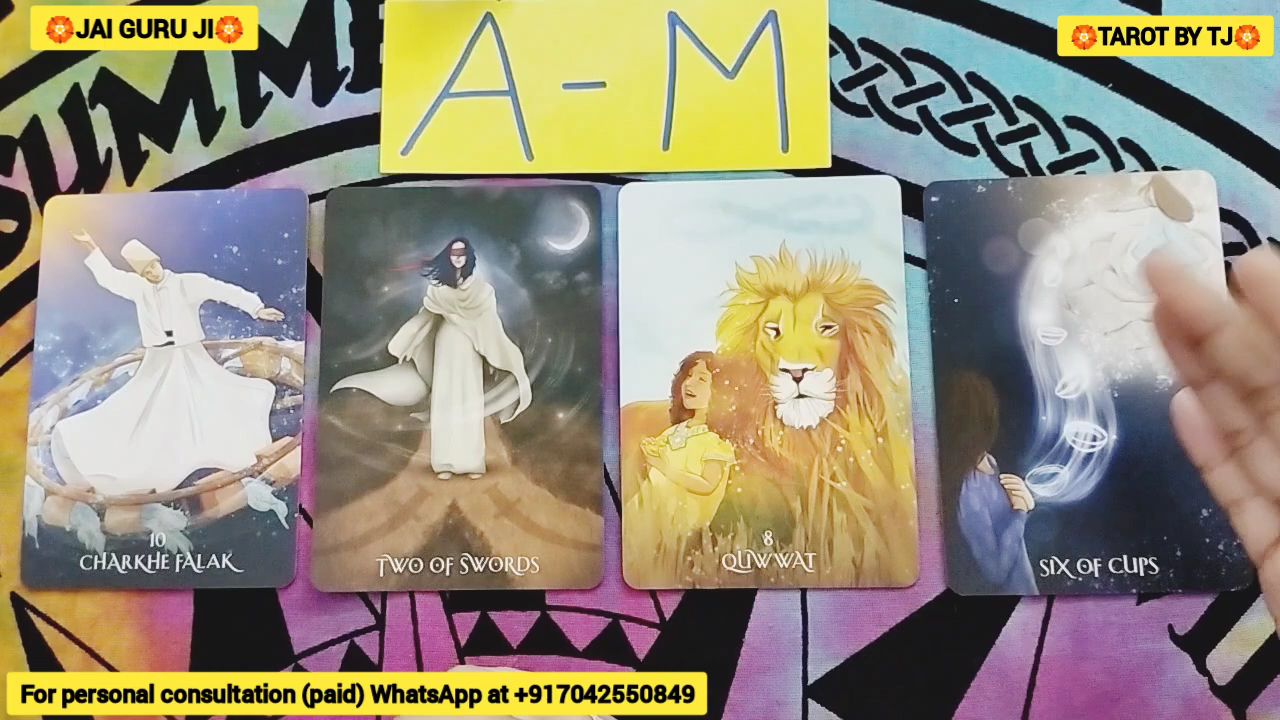 🏵️JAI GURU JI🏵️
🏵️TAROT BY TJ🏵️
A - M
SUMME
10
CHARKHE FALAK
TWO OF SWORDS
8
QUWWAT
SIX OF CUPS
For personal consultation (paid) WhatsApp at +917042550849